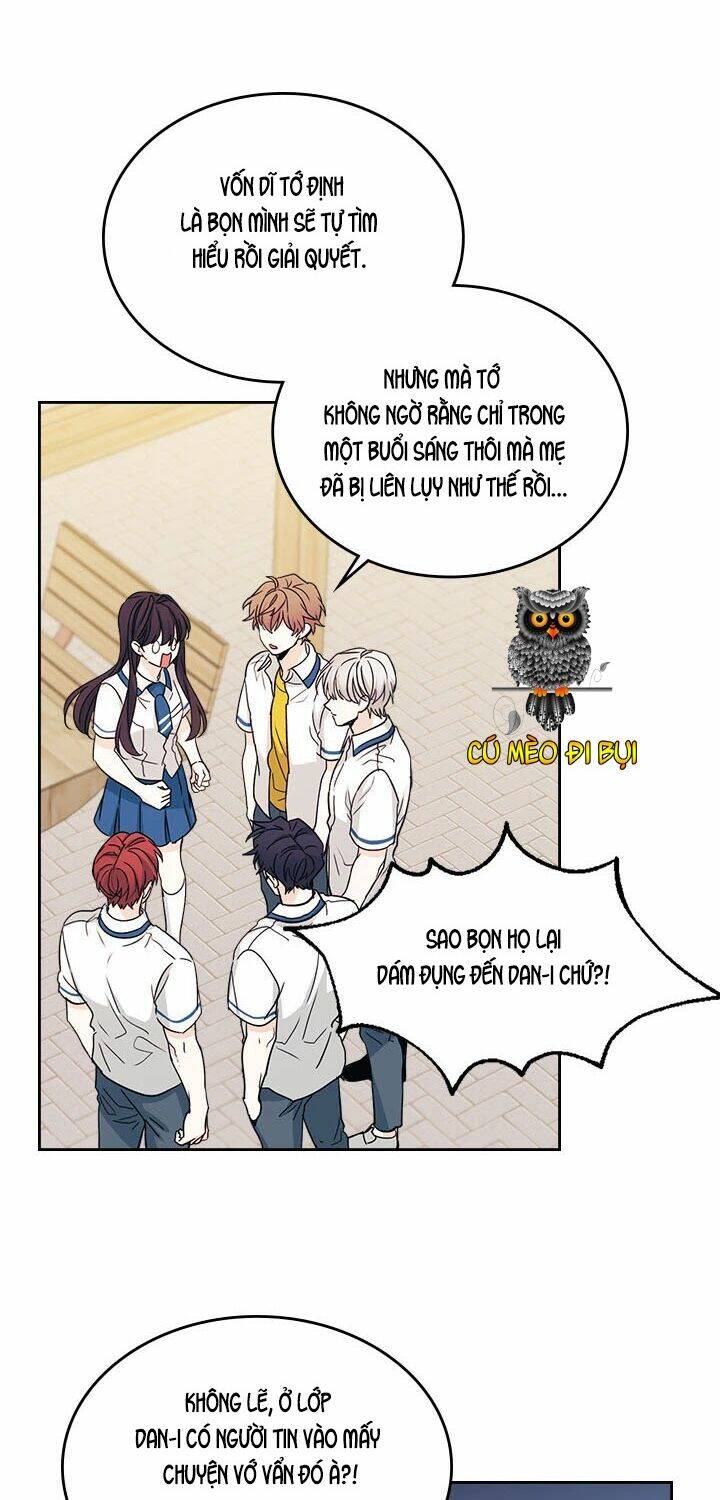 VỐN DĨ TỚ ĐỊNH
LÀ BỌN MÌNH SẼ TỰ TÌM
HIỂU RỒI GIẢI QUYẾT.
NHƯNG MÀ TỚ
KHÔNG NGỜ RẰNG CHỈ TRONG
MỘT BUỔI SÁNG THÔI MÀ MẸ
ĐÃ BỊ LIÊN LỤY NHƯ THẾ RỒI...
CÚ MÈO ĐI BỤI
SAO BỌN HỌ LẠI
DÁM ĐỤNG ĐẾN DAN-I CHỨ?!
KHÔNG LẼ, Ở LỚP
DAN-I CÓ NGƯỜI TIN VÀO MẤY
CHUYỆN VỚ VẨN ĐÓ À?!